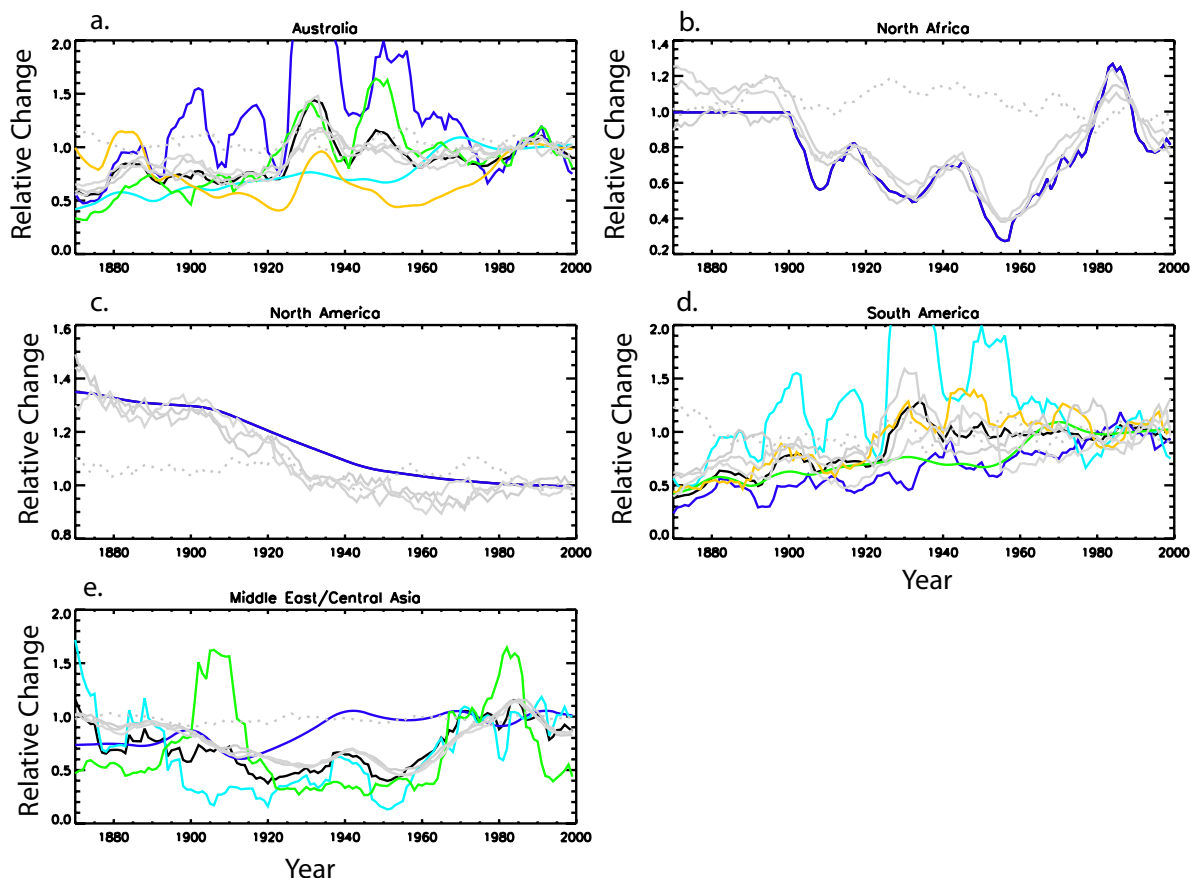 a.
Australia
Relative Change
2.0
1.5
1.0
0.5
0.0
1880 1900 1920 1940 1960 1980 2000
b.
North Africa
Relative Change
1.4
1.2
1.0
0.8
0.6
0.4
0.2
1880 1900 1920 1940 1960 1980 2000
c.
North America
Relative Change
1.6
1.4
1.2
1.0
0.8
1880 1900 1920 1940 1960 1980 2000
d.
South America
Relative Change
2.0
1.5
1.0
0.5
0.0
1880 1900 1920 1940 1960 1980 2000
Year
e.
Middle East/Central Asia
Relative Change
2.0
1.5
1.0
0.5
0.0
1880 1900 1920 1940 1960 1980 2000
Year